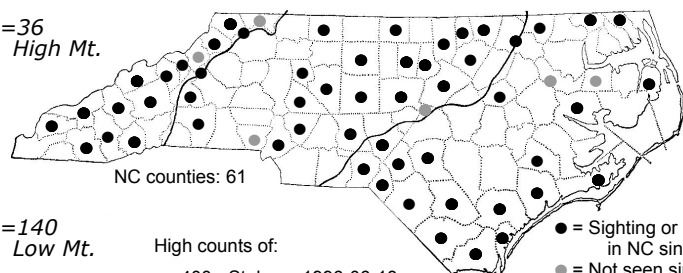 =36
High Mt.
NC counties: 61
=140
Low Mt.
High counts of:
= Sighting or
in NC sin
= Not seen si